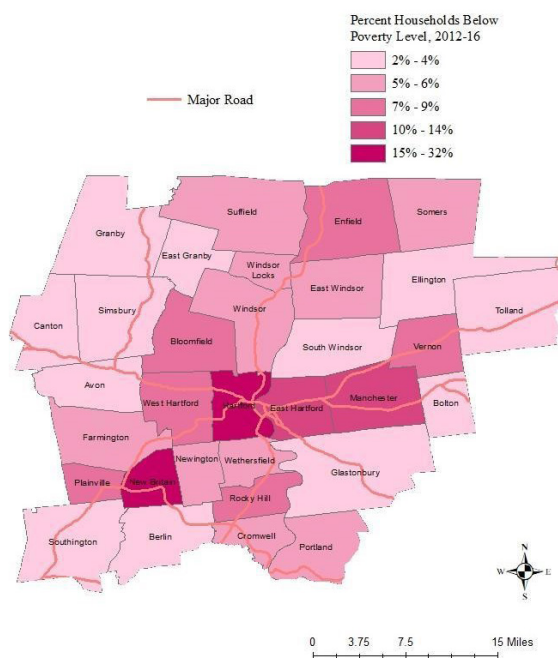 Percent Households Below
Poverty Level, 2012-16
2% - 4%
5% - 6%
7% - 9%
10% - 14%
15% - 32%
Major Road
Suffield
Enfield
Somers
Granby
East Granby
Windsor
Locks
East Windsor
Ellington
Tolland
Canton
Simsbury
Windsor
Bloomfield
South Windsor
Vernon
Avon
West Hartford
Hartford
East Hartford
Manchester
Bolton
Farmington
Newington
Wethersfield
Glastonbury
Plainville
New Britain
Rocky Hill
Southington
Berlin
Cromwell
Portland
N
W
E
S
0 3.75 7.5 15 Miles